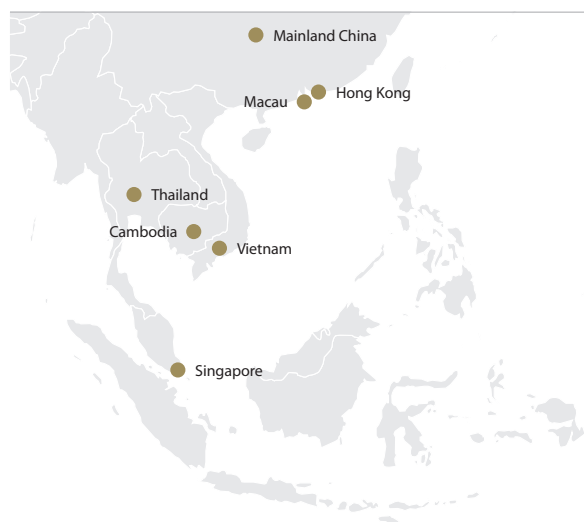 Mainland China
Hong Kong
Macau
Thailand
Cambodia
Vietnam
Singapore